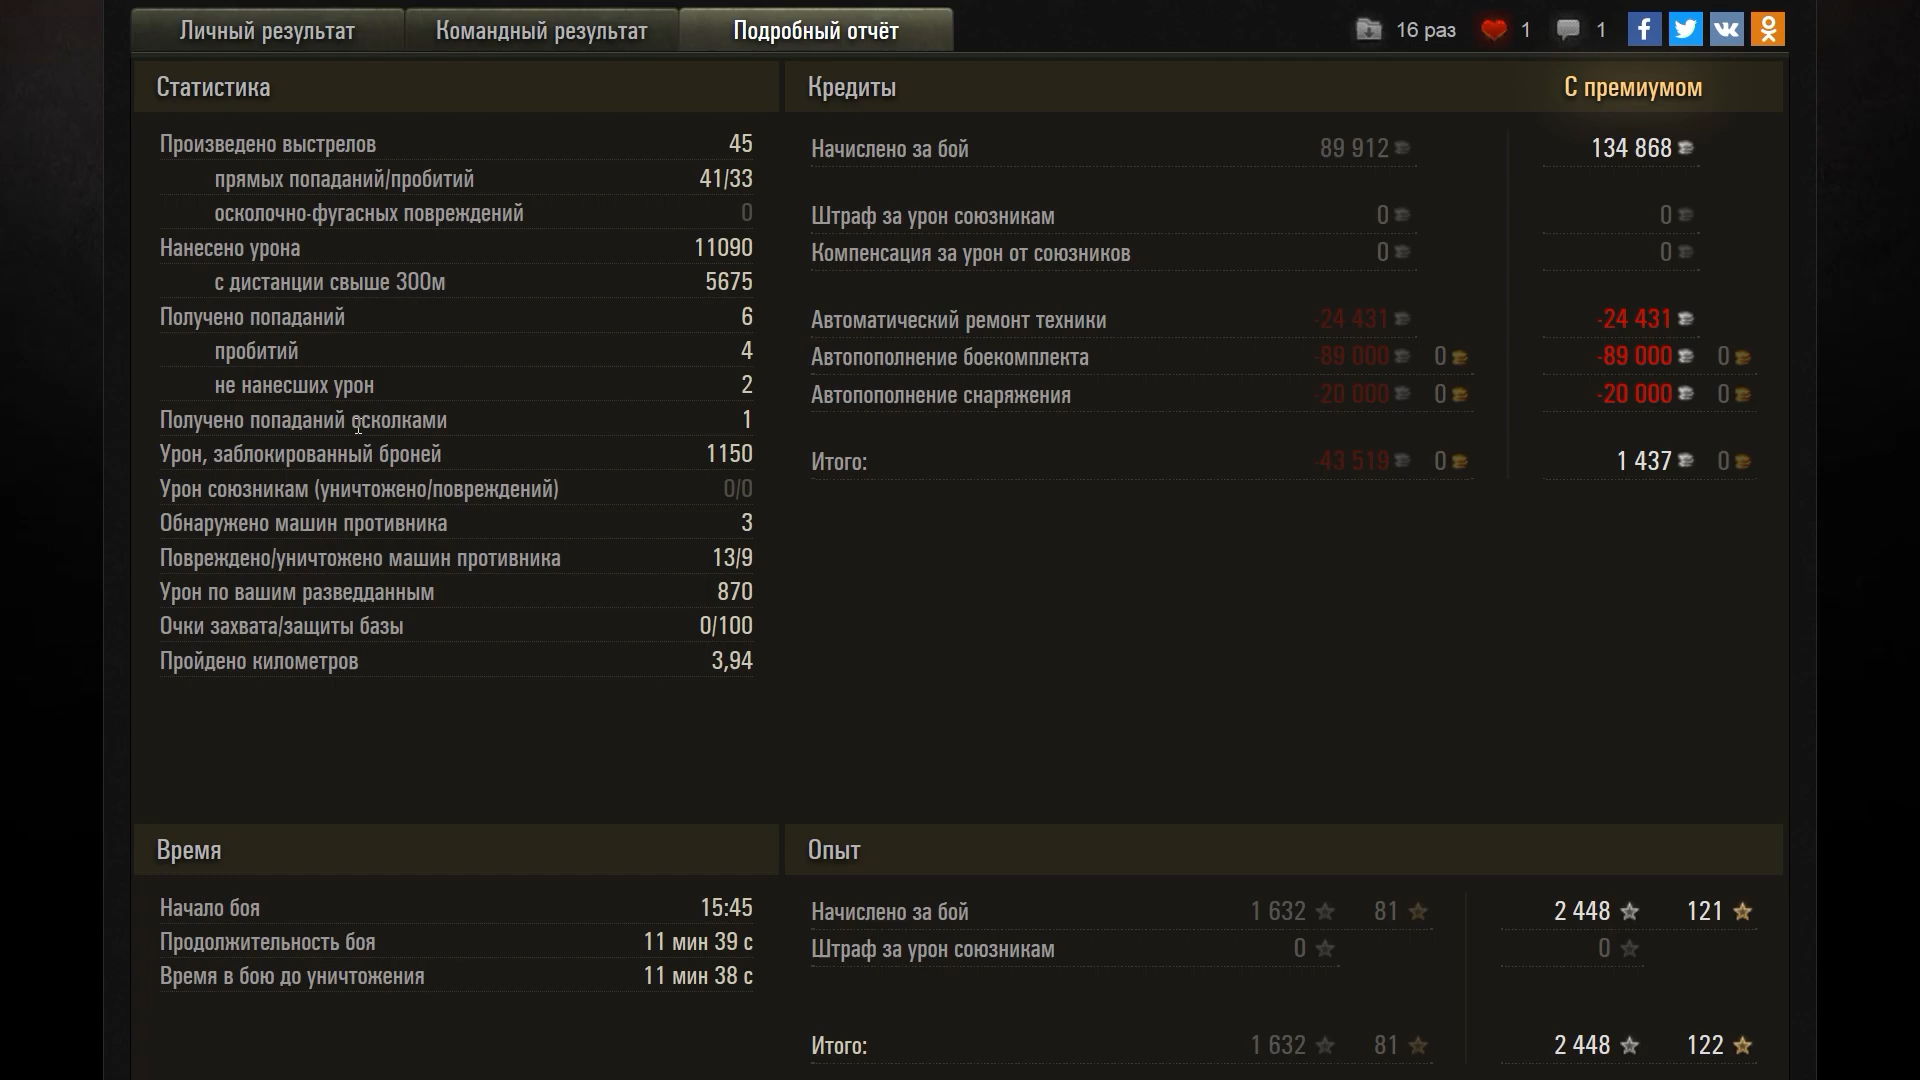 Личный результат Командный результат Подробный отчёт 16 раз 1 1
Статистика
Произведено выстрелов 45
прямых попаданий/пробитий 41/33
осколочно-фугасных повреждений 0
Нанесено урона 11090
с дистанции свыше 300м 5675
Получено попаданий 6
пробитий 4
не нанесших урон 2
Получено попаданий осколками 1
Урон, заблокированный броней 1150
Урон союзникам (уничтожено/повреждений) 0/0
Обнаружено машин противника 3
Повреждено/уничтожено машин противника 13/9
Урон по вашим разведданным 870
Очки захвата/защиты базы 0/100
Пройдено километров 3,94
Кредиты С премиумом
Начислено за бой 89 912 134 868
Штраф за урон союзникам 0 0
Компенсация за урон от союзников 0 0
Автоматический ремонт техники -24 431 -24 431
Автопополнение боекомплекта -89 000 0 -89 000 0
Автопополнение снаряжения -20 000 0 -20 000 0
Итого: -43 519 0 1 437 0
Время
Начало боя 15:45
Продолжительность боя 11 мин 39 с
Время в бою до уничтожения 11 мин 38 с
Опыт
Начислено за бой 1 632 81 2 448 121
Штраф за урон союзникам 0 0
Итого: 1 632 81 2 448 122